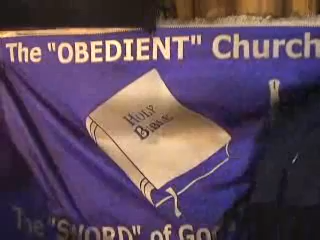 The "OBEDIENT" Church
HOLY
BIBLE
The "SWORD" of God